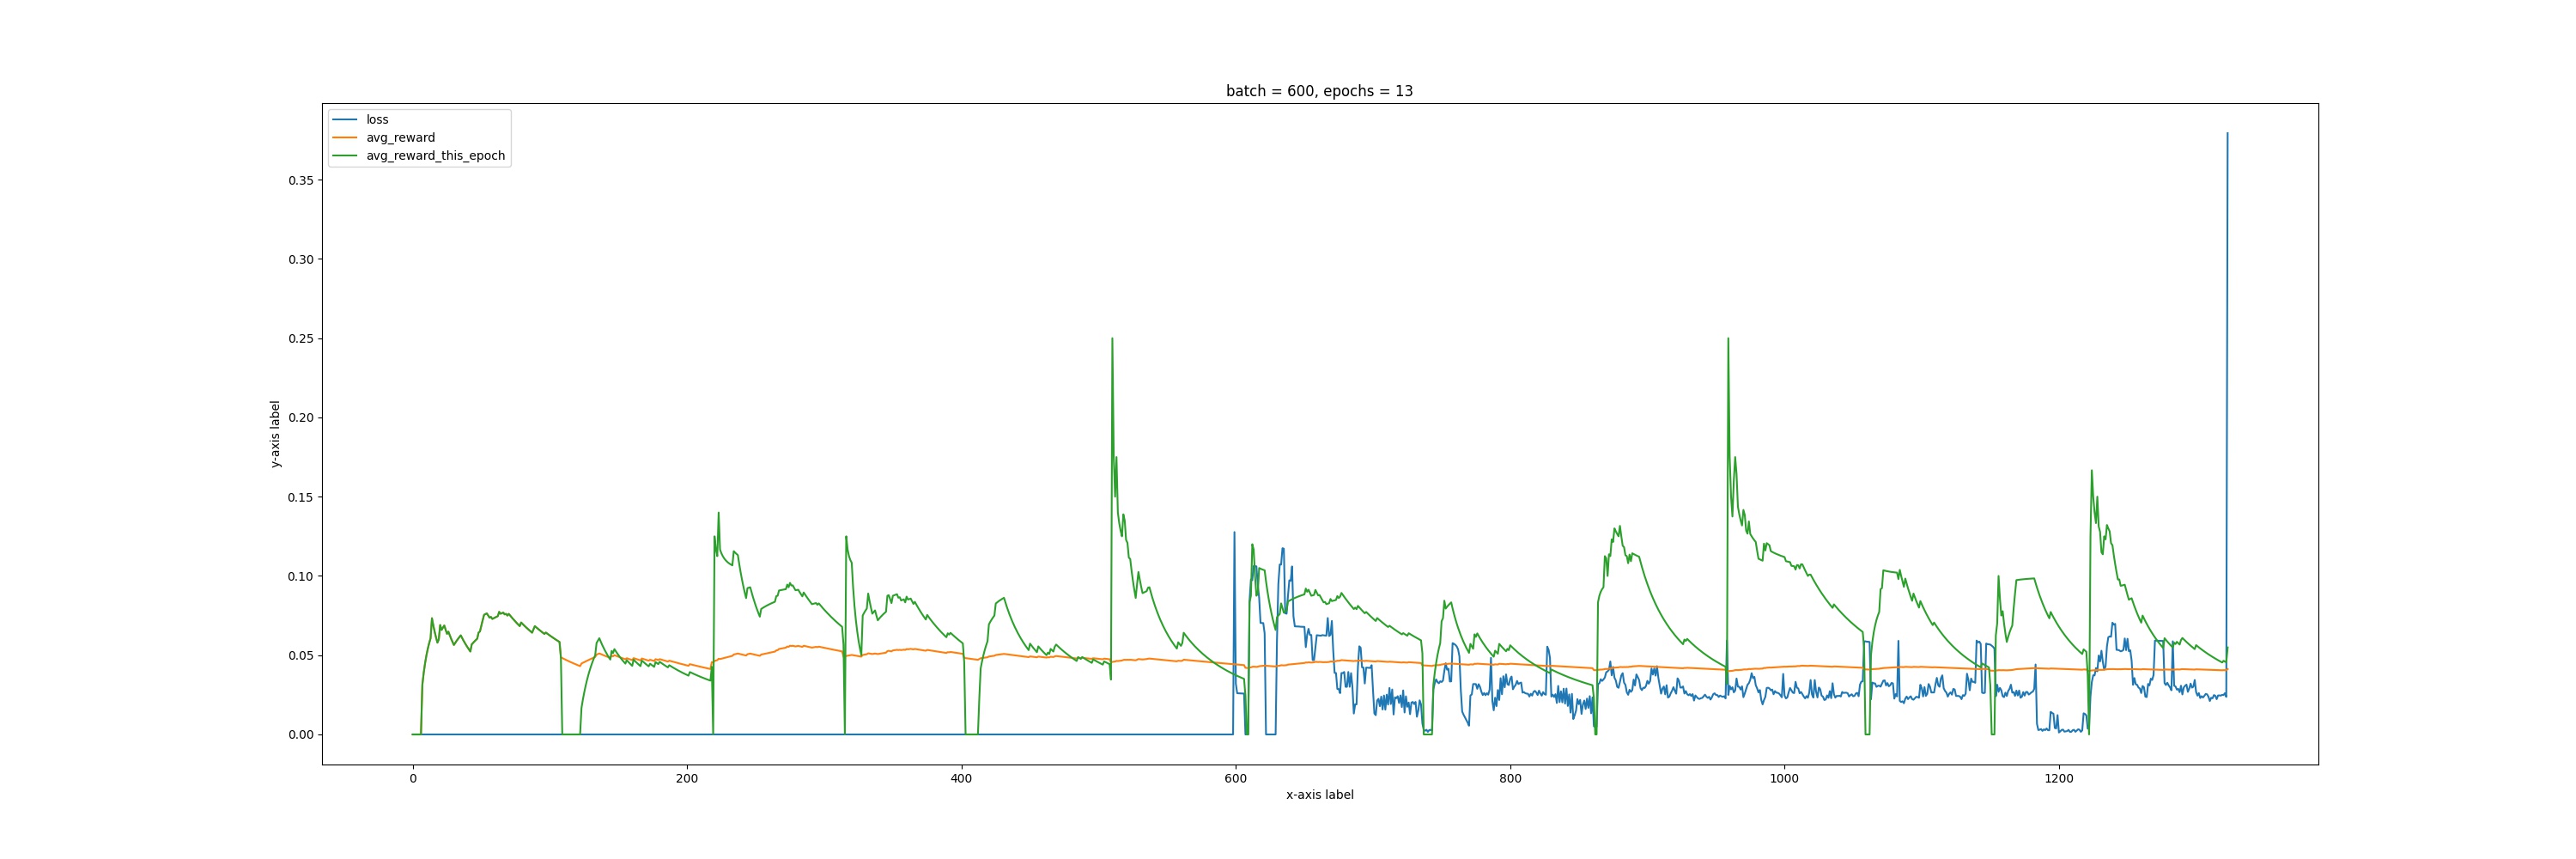 batch = 600, epochs = 13
loss
avg_reward
avg_reward_this_epoch
0.35
0.30
0.25
0.20
0.15
0.10
0.05
0.00
y-axis label
0 200 400 600 800 1000 1200
x-axis label